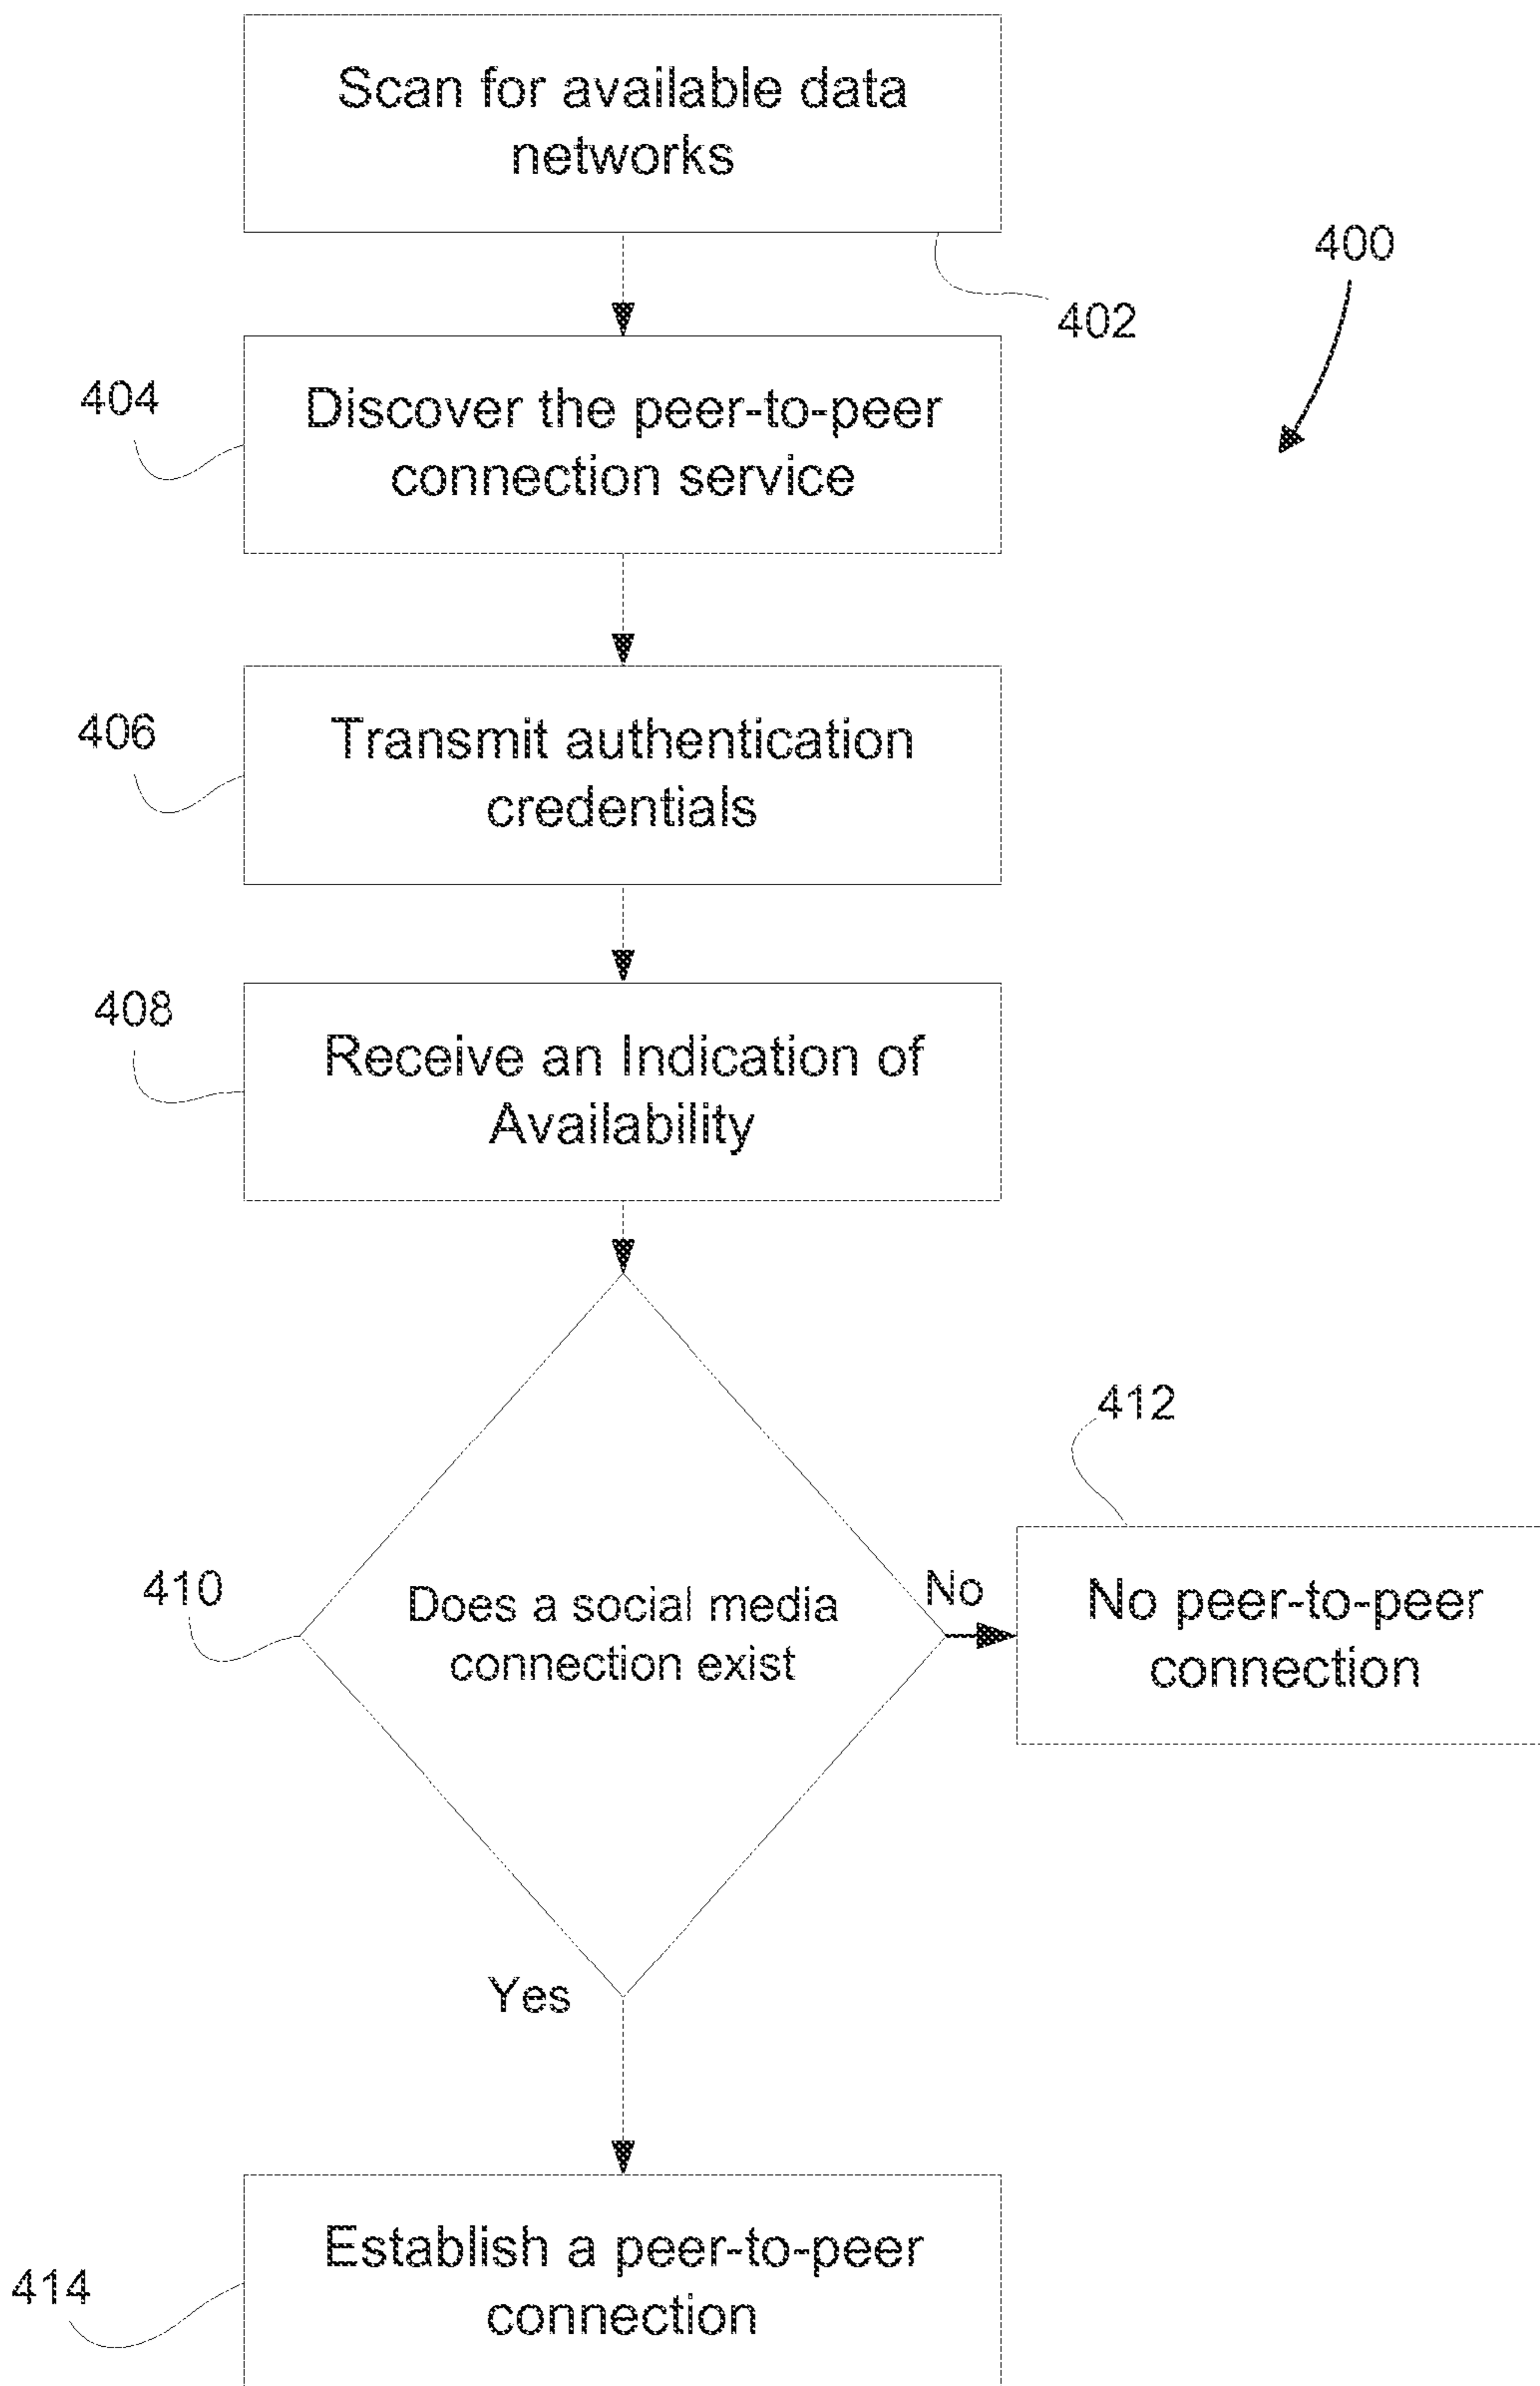 Scan for available data
networks
400
402
404
Discover the peer-to-peer
connection service
406
Transmit authentication
credentials
408
Receive an Indication of
Availability
412
410
Does a social media
connection exist
No
No peer-to-peer
connection
Yes
414
Establish a peer-to-peer
connection